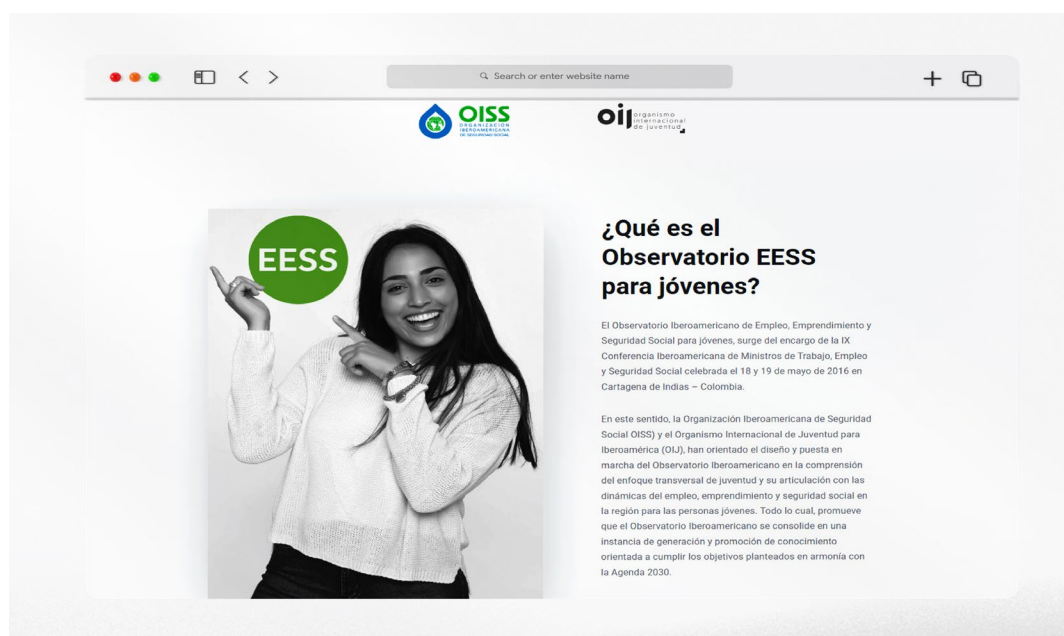 Search or enter website name
OISS
ORGANIZACIÓN
IBEROAMERICANA
DE SEGURIDAD SOCIAL
oij
organismo
internacional
de juventud
EESS
¿Qué es el
Observatorio EESS
para jóvenes?
El Observatorio Iberoamericano de Empleo, Emprendimiento y
Seguridad Social para jóvenes, surge del encargo de la IX
Conferencia Iberoamericana de Ministros de Trabajo, Empleo
y Seguridad Social celebrada el 18 y 19 de mayo de 2016 en
Cartagena de Indias – Colombia.
En este sentido, la Organización Iberoamericana de Seguridad
Social OISS) y el Organismo Internacional de Juventud para
Iberoamérica (OIJ), han orientado el diseño y puesta en
marcha del Observatorio Iberoamericano en la comprensión
del enfoque transversal de juventud y su articulación con las
dinámicas del empleo, emprendimiento y seguridad social en
la región para las personas jóvenes. Todo lo cual, promueve
que el Observatorio Iberoamericano se consolide en una
instancia de generación y promoción de conocimiento
orientada a cumplir los objetivos planteados en armonía con
la Agenda 2030.